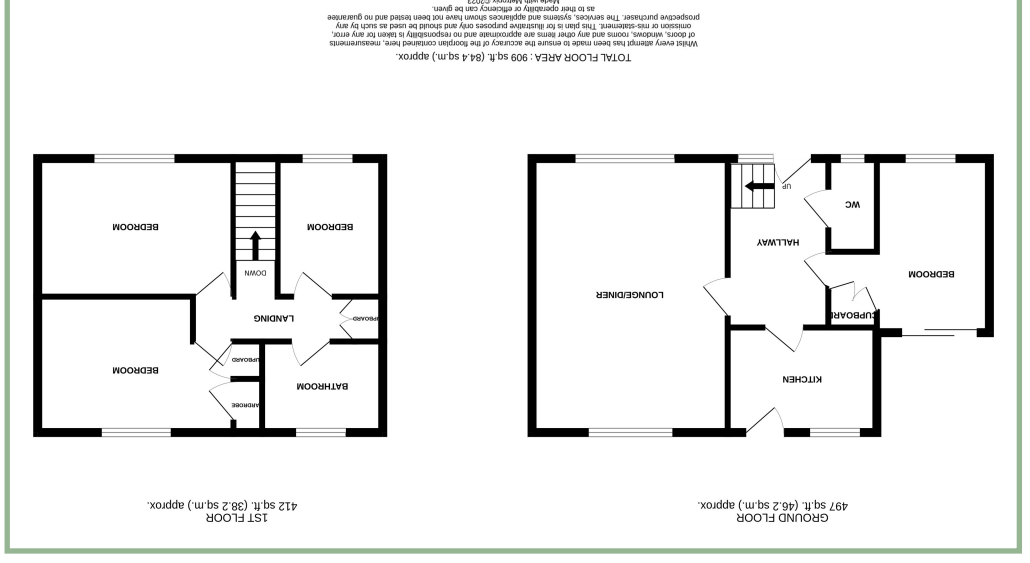 GROUND FLOOR
497 sq.ft. (46.2 sq.m.) approx.
1ST FLOOR
412 sq.ft. (38.2 sq.m.) approx.
KITCHEN
CUPBOARD
BEDROOM
LOUNGE/DINER
HALLWAY
WC
UP
BATHROOM
WARDROBE
CUPBOARD
BEDROOM
CUPBOARD
LANDING
DOWN
BEDROOM
BEDROOM
TOTAL FLOOR AREA : 909 sq.ft. (84.4 sq.m.) approx.
Whilst every attempt has been made to ensure the accuracy of the floorplan contained here, measurements
of doors, windows, rooms and any other items are approximate and no responsibility is taken for any error,
omission or mis-statement. This plan is for illustrative purposes only and should be used as such by any
prospective purchaser. The services, systems and appliances shown have not been tested and no guarantee
as to their operability or efficiency can be given.
Made with Metropix ©2023